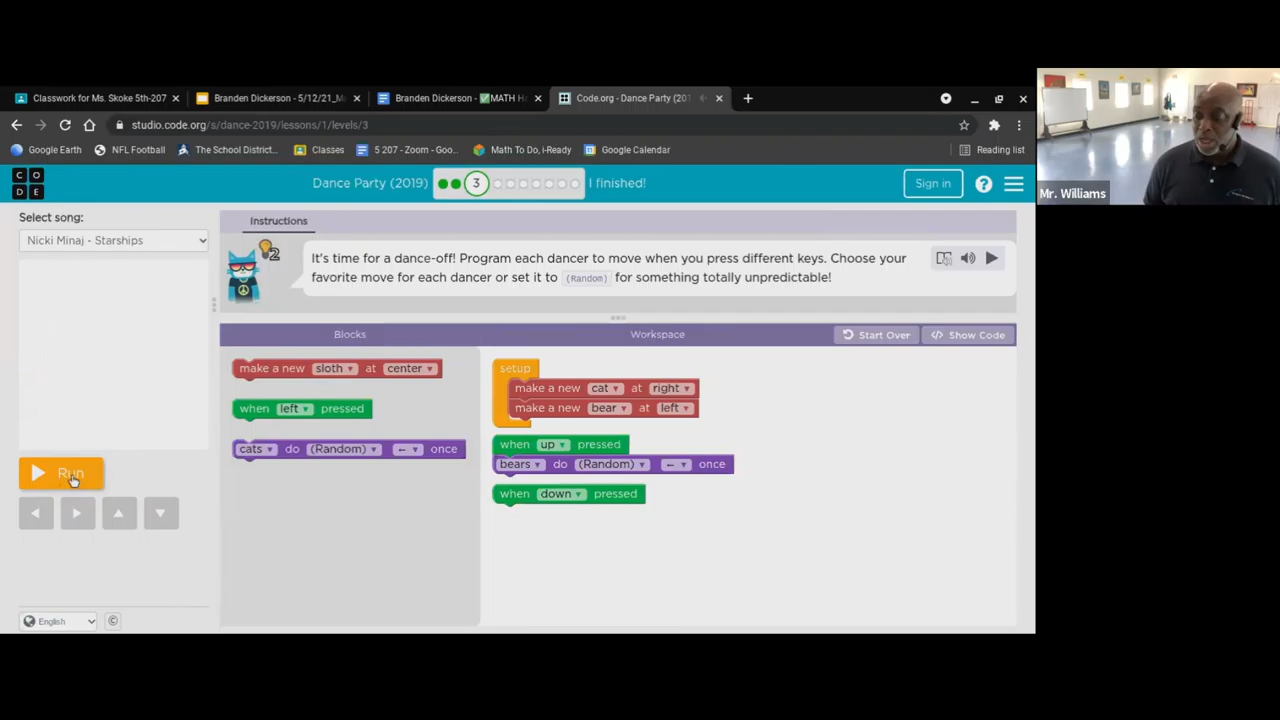 Classwork for Ms. Skoke 5th-207
Branden Dickerson - 5/12/21_M
Branden Dickerson - ✅MATH H
Code.org - Dance Party (201
studio.code.org/s/dance-2019/lessons/1/levels/3
Google Earth
NFL Football
The School District...
Classes
5 207 - Zoom - Goo...
Math To Do, i-Ready
Google Calendar
Reading list
C O
D E
Dance Party (2019)
3
I finished!
Sign in
?
Select song:
Nicki Minaj - Starships
Instructions
2
It's time for a dance-off! Program each dancer to move when you press different keys. Choose your
favorite move for each dancer or set it to (Random) for something totally unpredictable!
Blocks
Workspace
Start Over
</> Show Code
make a new sloth at center
when left pressed
cats do (Random) ← once
setup
make a new cat at right
make a new bear at left
when up pressed
bears do (Random) ← once
when down pressed
Run
English
©
Mr. Williams